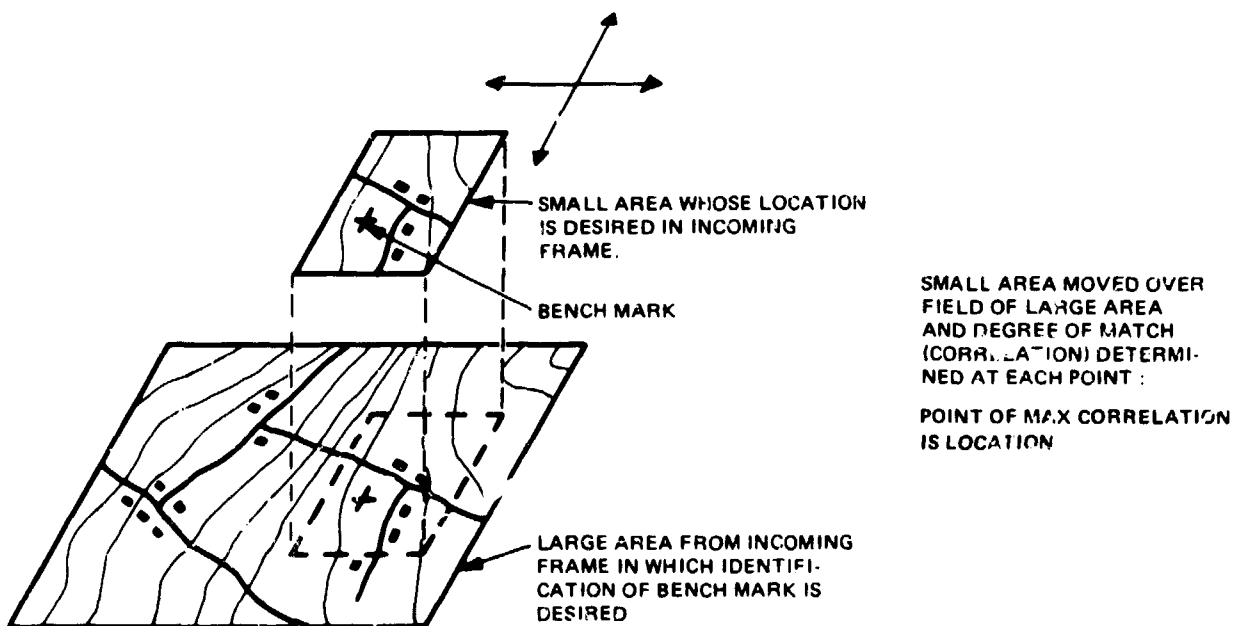 SMALL AREA WHOSE LOCATION
IS DESIRED IN INCOMING
FRAME.
BENCH MARK
SMALL AREA MOVED OVER
FIELD OF LARGE AREA
AND DEGREE OF MATCH
(CORRELATION) DETERMI-
NED AT EACH POINT :
POINT OF MAX CORRELATION
IS LOCATION
LARGE AREA FROM INCOMING
FRAME IN WHICH IDENTIFI-
CATION OF BENCH MARK IS
DESIRED